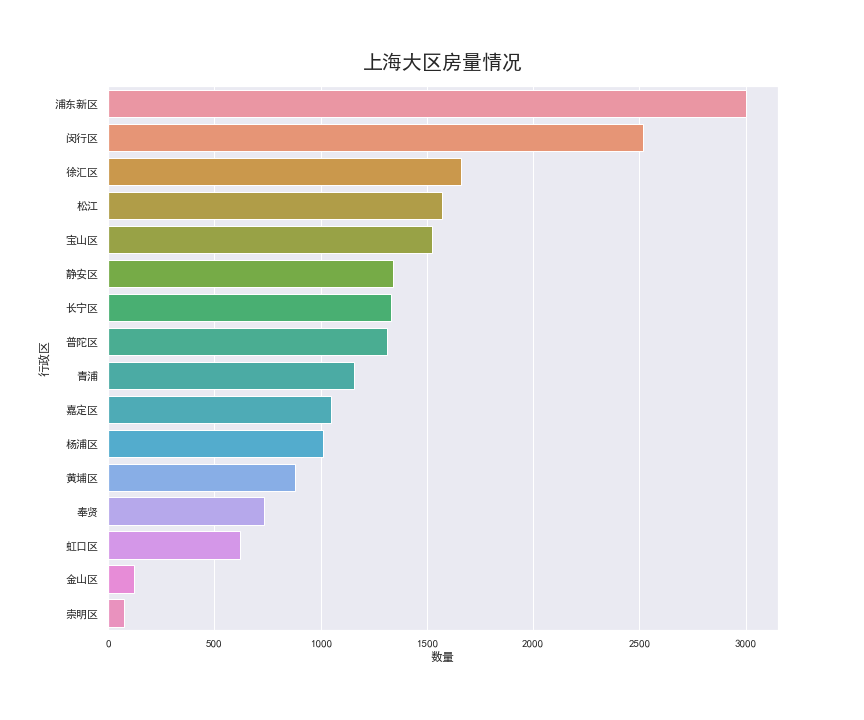 上海大区房量情况
浦东新区
闵行区
徐汇区
松江
宝山区
静安区
长宁区
普陀区
青浦
嘉定区
杨浦区
黄埔区
奉贤
虹口区
金山区
崇明区
行政区
0 500 1000 1500 2000 2500 3000
数量